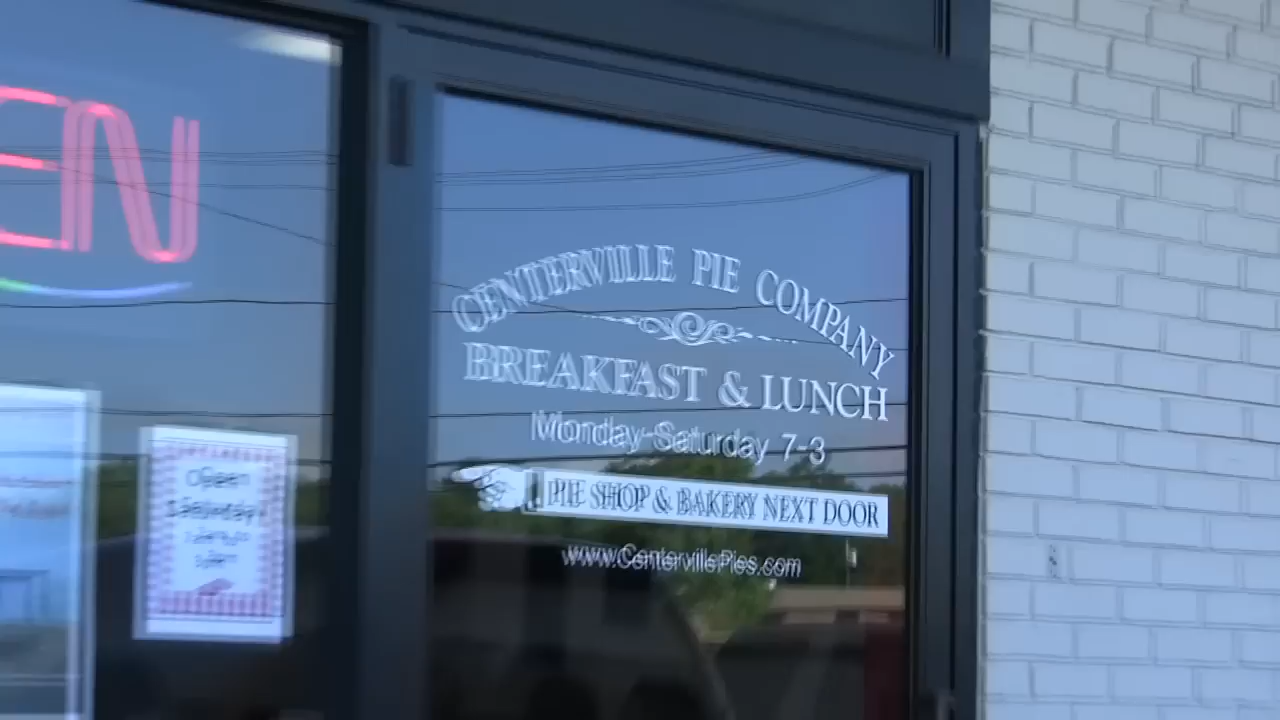 EN
CENTERVILLE PIE COMPANY
BREAKFAST & LUNCH
Monday-Saturday 7-3
PIE SHOP & BAKERY NEXT DOOR
www.CentervillePies.com
Open
Saturday